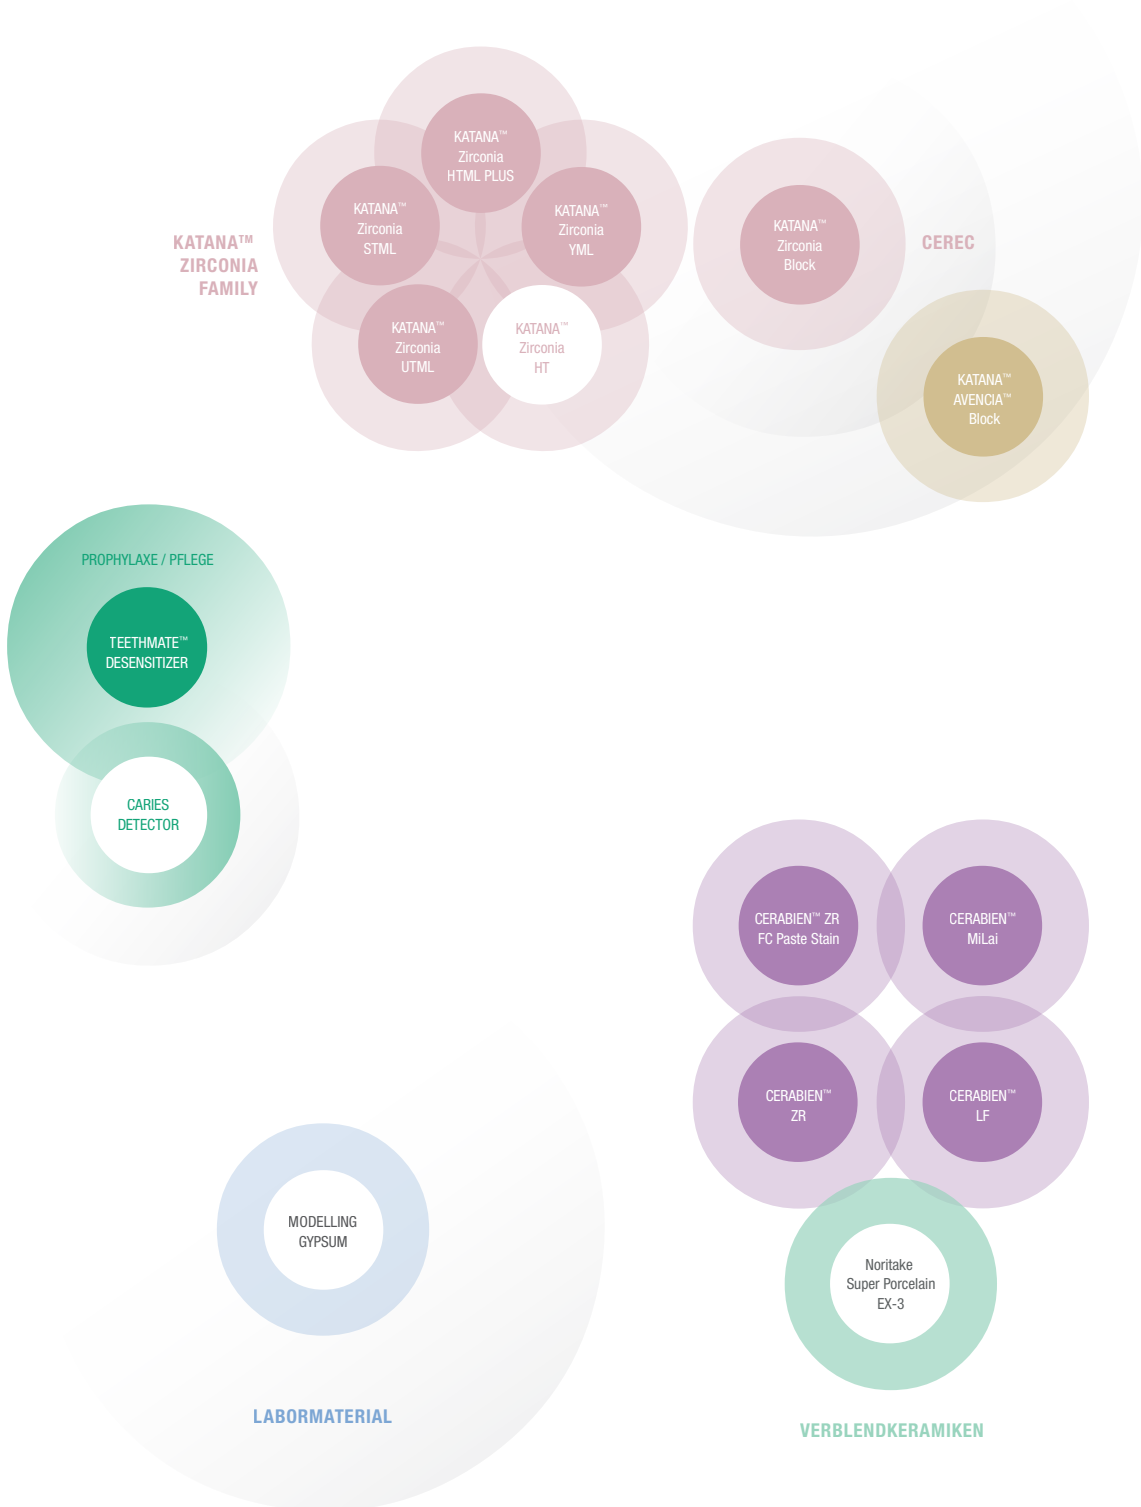 KATANA™
Zirconia
HTML PLUS
KATANA™
Zirconia
STML
KATANA™
Zirconia
YML
KATANA™
Zirconia
UTML
KATANA™
Zirconia
HT
KATANA™
ZIRCONIA
FAMILY
KATANA™
Zirconia
Block
CEREC
KATANA™
AVENCIA™
Block
PROPHYLAXE / PFLEGE
TEETHMATE™
DESENSITIZER
CARIES
DETECTOR
CERABIEN™ ZR
FC Paste Stain
CERABIEN™
MiLai
CERABIEN™
ZR
CERABIEN™
LF
Noritake
Super Porcelain
EX-3
VERBLENDKERAMIKEN
MODELLING
GYPSUM
LABORMATERIAL